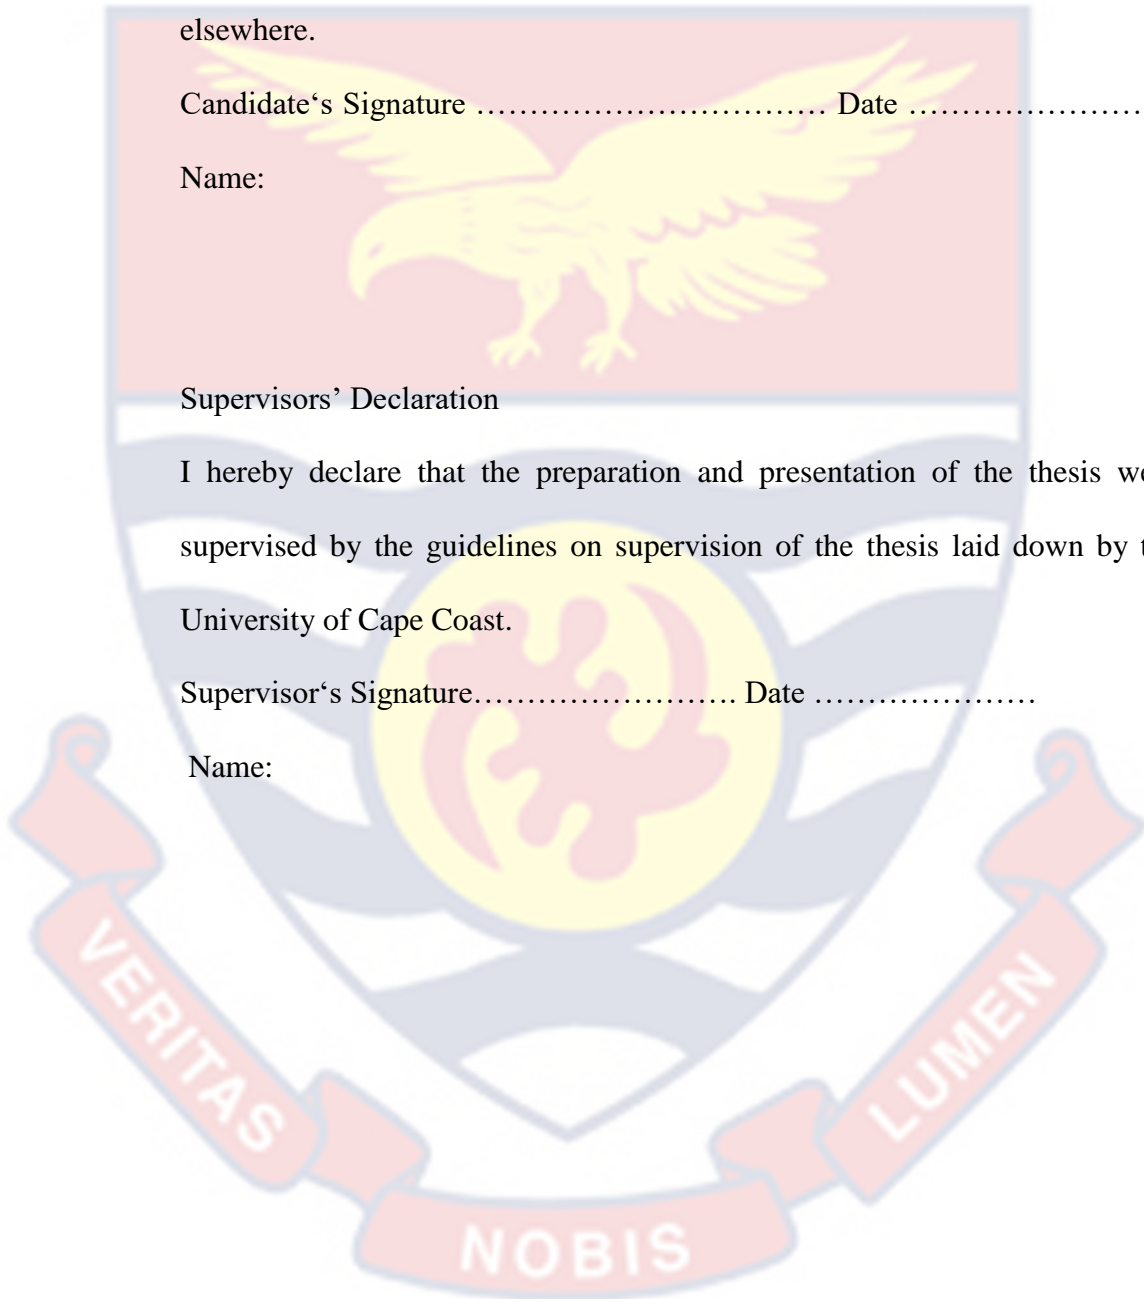 elsewhere.
Candidate‘s Signature …………………………… Date ………………….
Name:
Supervisors’ Declaration
I hereby declare that the preparation and presentation of the thesis
supervised by the guidelines on supervision of the thesis laid down by
University of Cape Coast.
Supervisor‘s Signature……………………. Date …………………
Name:
VERITAS
NOBIS
LUMEN